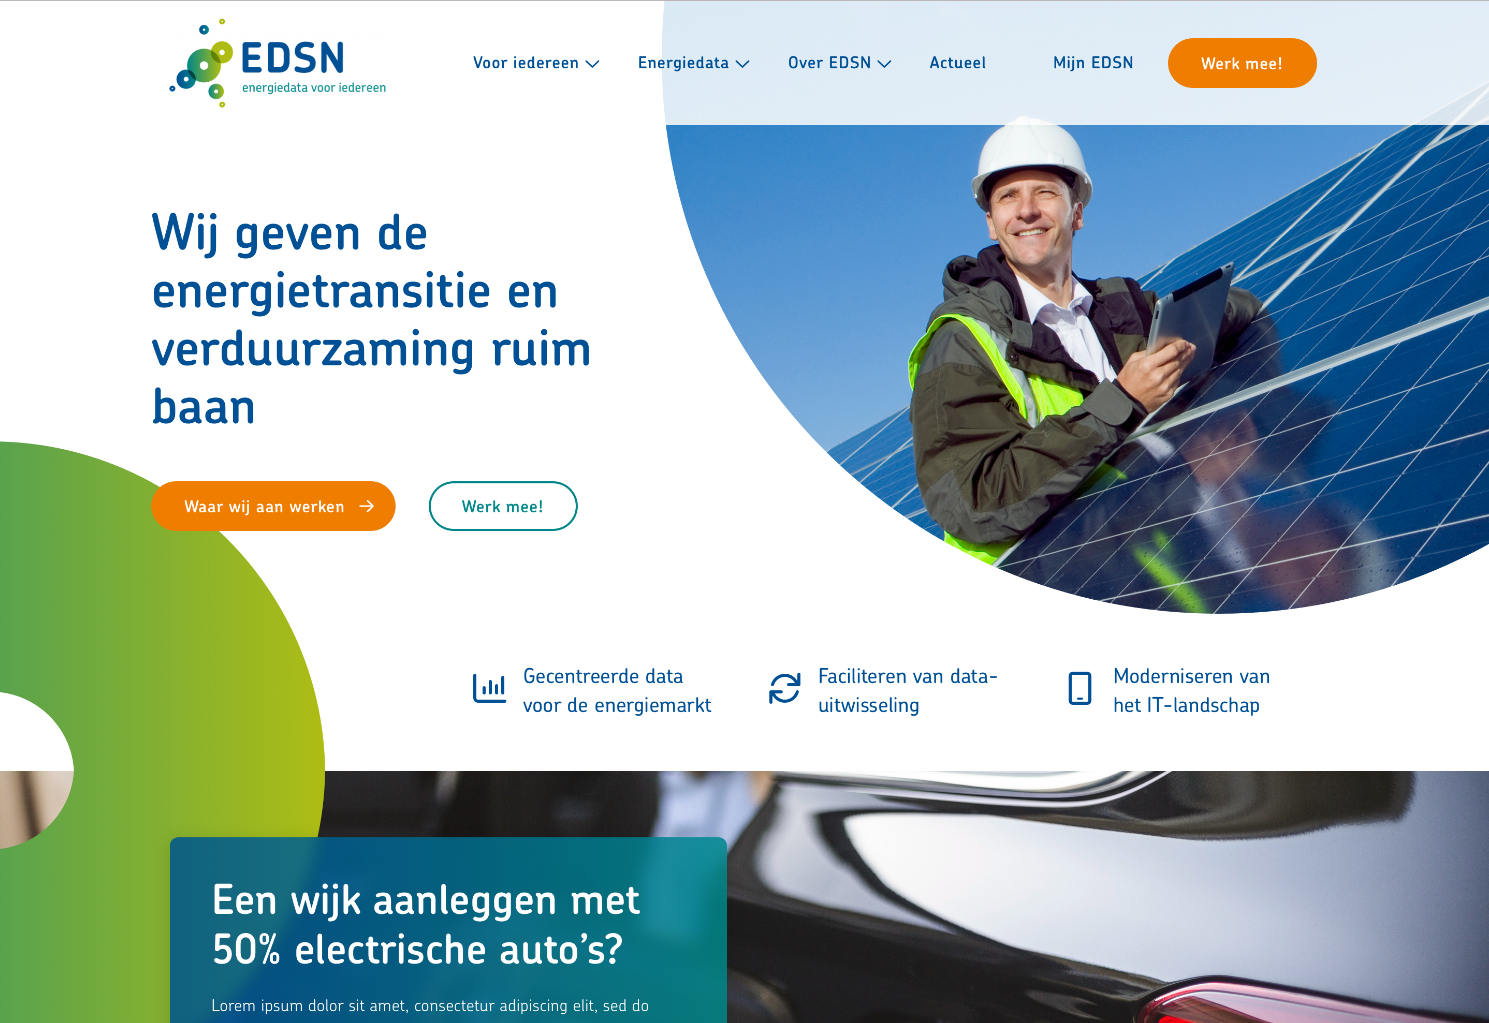 EDSN
energiedata voor iedereen
Voor iedereen
Energiedata
Over EDSN
Actueel
Mijn EDSN
Werk mee!
Wij geven de
energietransitie en
verduurzaming ruim
baan
Waar wij aan werken
Werk mee!
Gecentreerde data
voor de energiemarkt
Faciliteren van data-
uitwisseling
Moderniseren van
het IT-landschap
Een wijk aanleggen met
50% electrische auto’s?
Lorem ipsum dolor sit amet, consectetur adipiscing elit, sed do